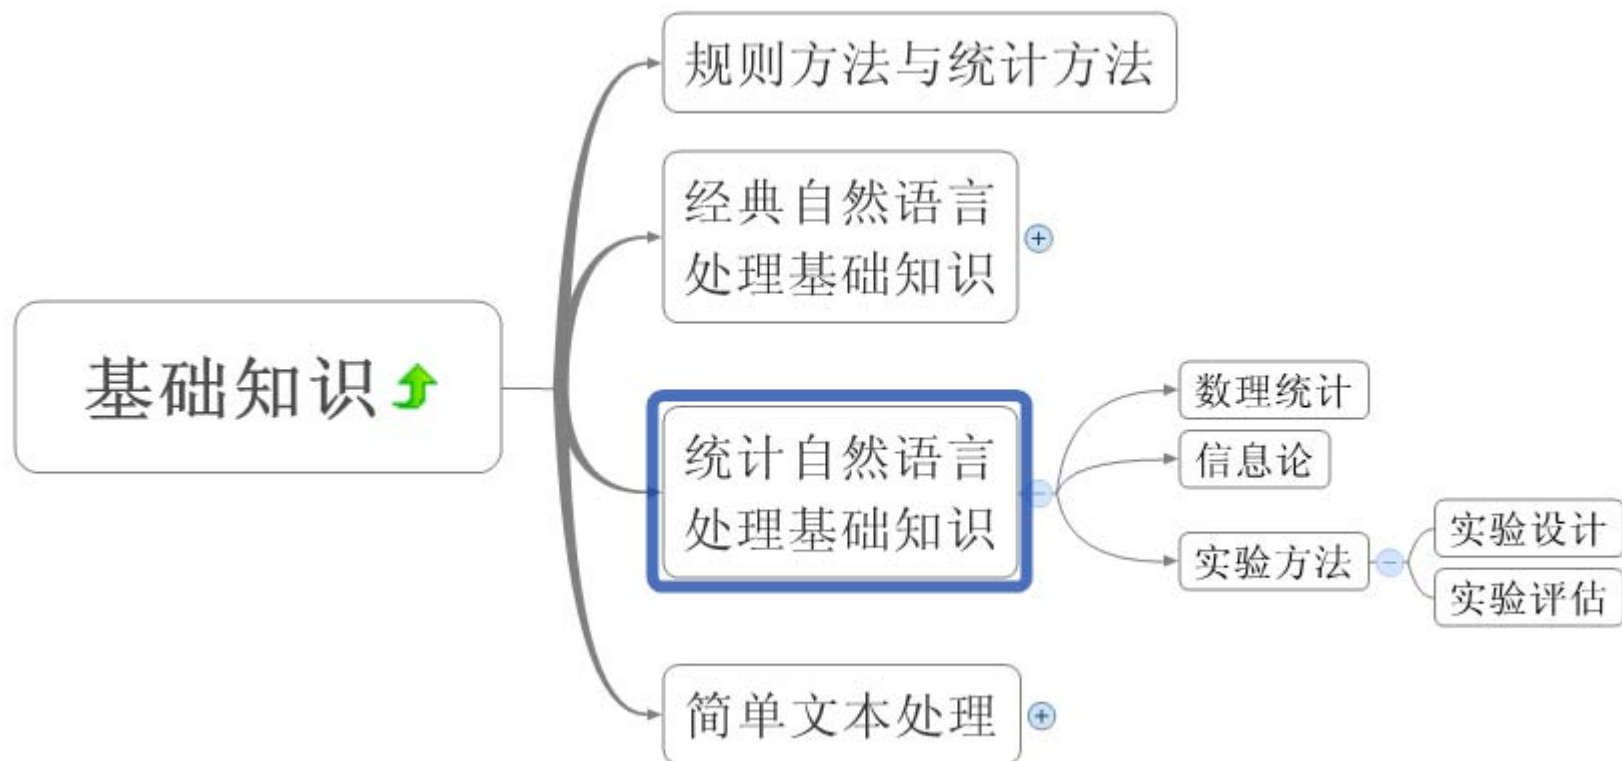 基础知识
规则方法与统计方法
经典自然语言
处理基础知识
统计自然语言
处理基础知识
数理统计
信息论
实验方法
实验设计
实验评估
简单文本处理